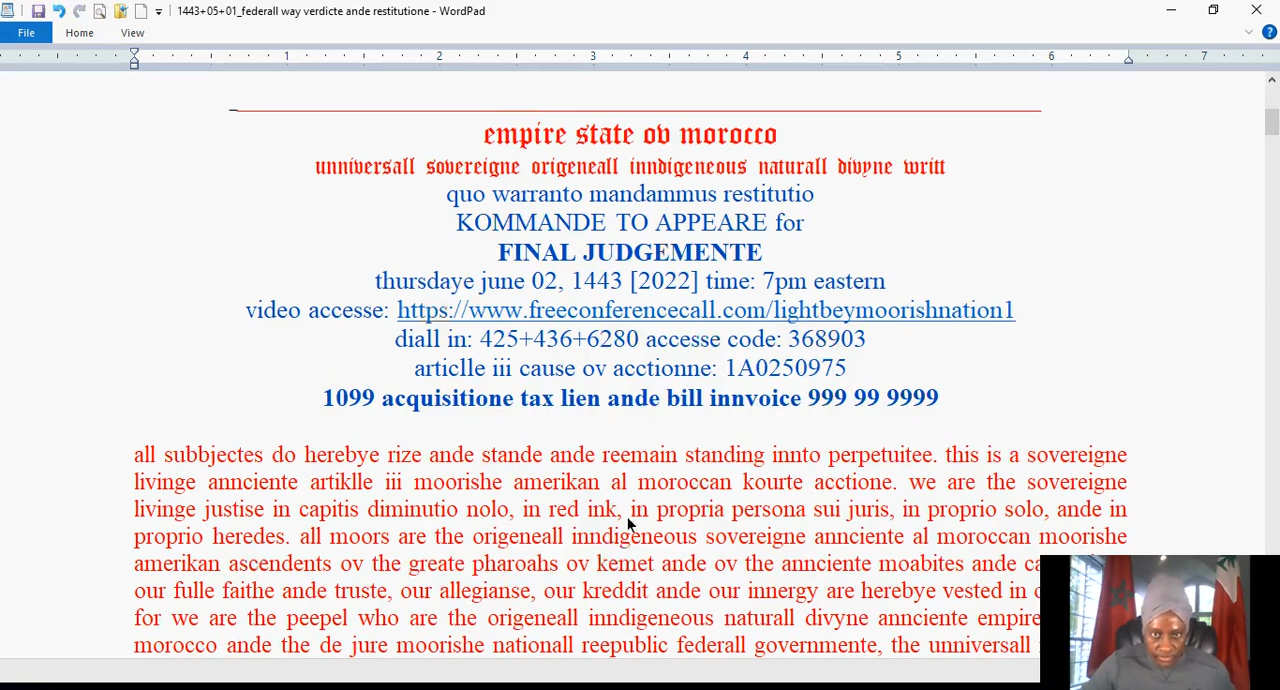 1443+05+01_federall way verdicte ande restitutione - WordPad
File Home View
1 2 3 4 5 6 7
empire state ov morocco
unniversall sovereigne origeneall inndigeneous naturall divyne writt
quo warranto mandammus restitutio
KOMMANDE TO APPEARE for
FINAL JUDGEMENTE
thursdaye june 02, 1443 [2022] time: 7pm eastern
video accesse: https://www.freeconferencecall.com/lightbeymoorishnation1
diall in: 425+436+6280 accesse code: 368903
articlle iii cause ov acctionne: 1A0250975
1099 acquisitione tax lien ande bill innvoice 999 99 9999
all subbjectes do herebye rize ande stande ande reemain standing innto perpetuitee. this is a sovereigne
livinge annciente artiklle iii moorishe amerikan al moroccan kourte acctione. we are the sovereigne
livinge justise in capitis diminutio nolo, in red ink, in propria persona sui juris, in proprio solo, ande in
proprio heredes. all moors are the origeneall inndigeneous sovereigne annciente al moroccan moorishe
amerikan ascendents ov the greate pharoahs ov kemet ande ov the annciente moabites ande
our fulle faithe ande truste, our allegianse, our kreddit ande our innergy are herebye vested in
for we are the peepel who are the origeneall inndigeneous naturall divyne annciente empire
morocco ande the de jure moorishe nationall reepublic federall governmente, the unniversall